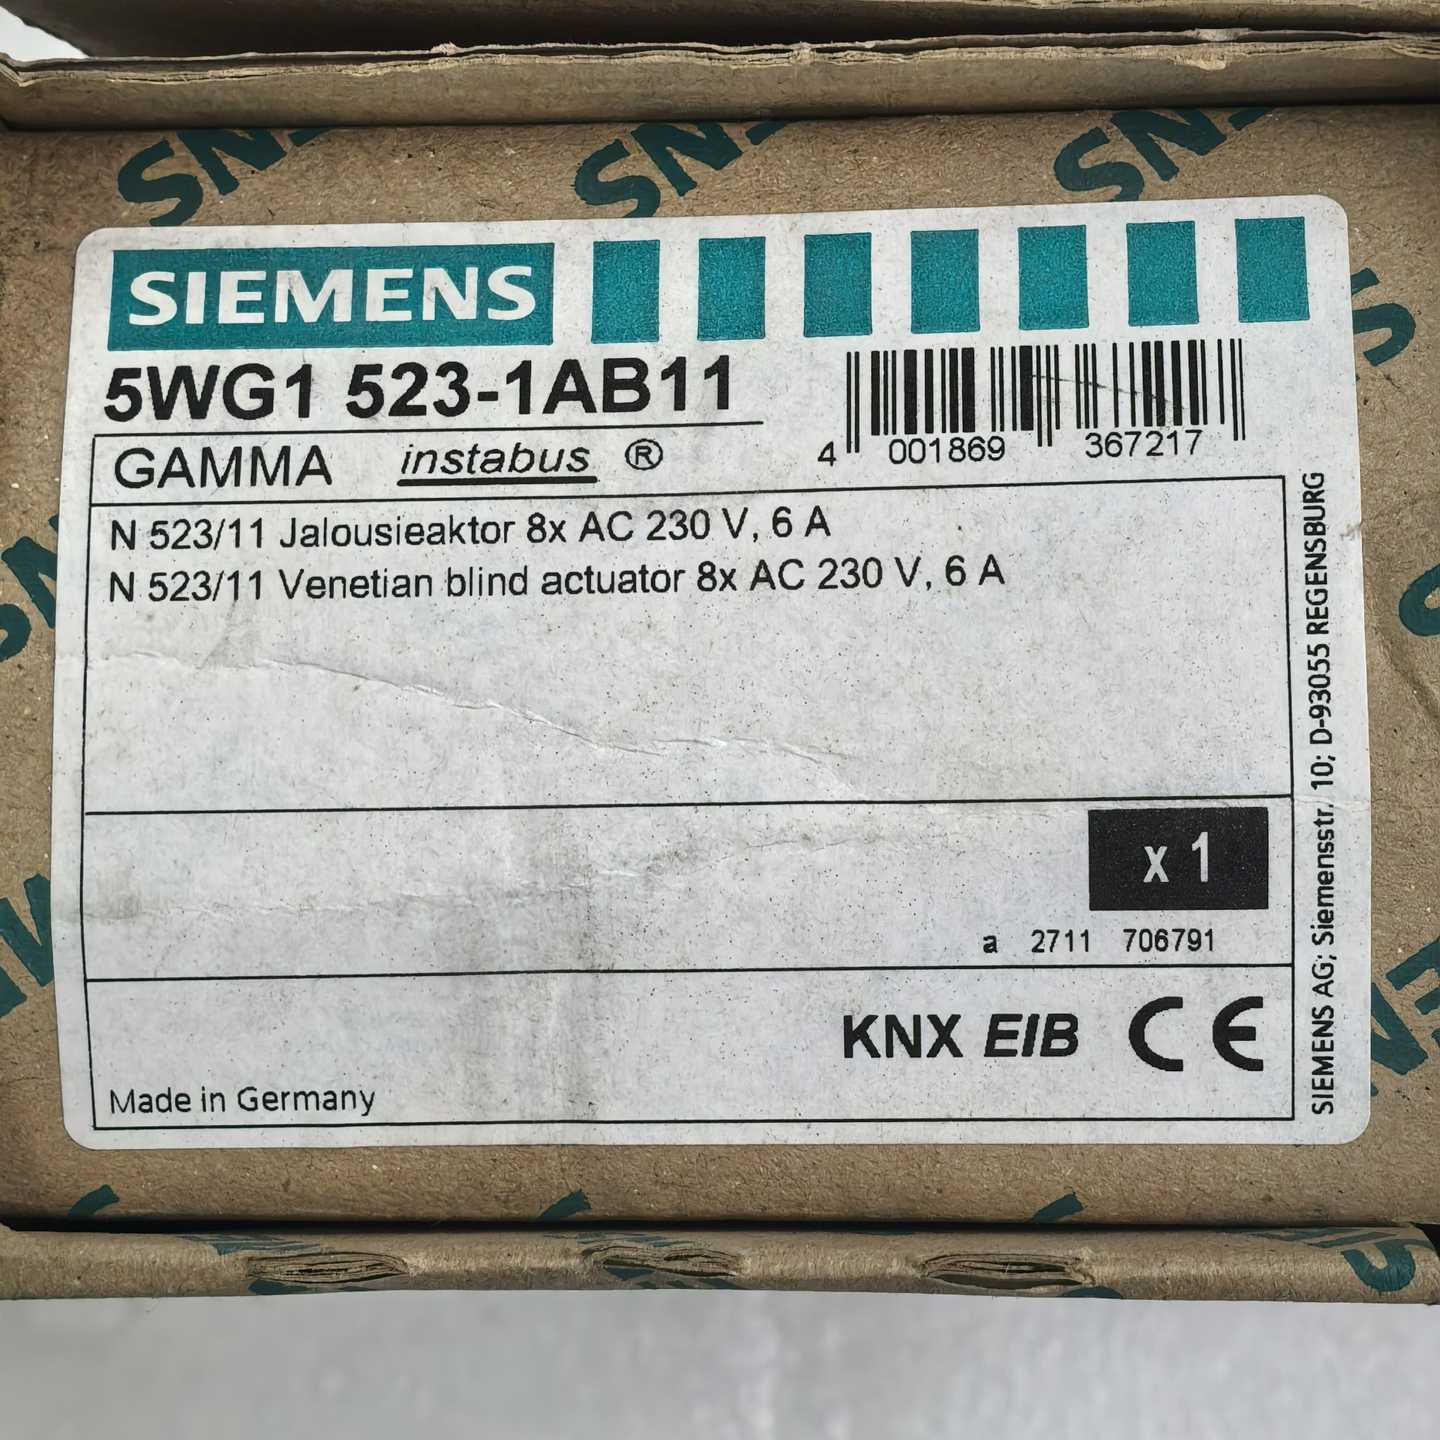 SIEMENS
5WG1 523-1AB11
4 001869 367217
GAMMA instabus ®
N 523/11 Jalousieaktor 8x AC 230 V, 6 A
N 523/11 Venetian blind actuator 8x AC 230 V, 6 A
x 1
a 2711 706791
KNX EIB CE
Made in Germany
SIEMENS AG; Siemensstr. 10; D-93055 REGENSBURG